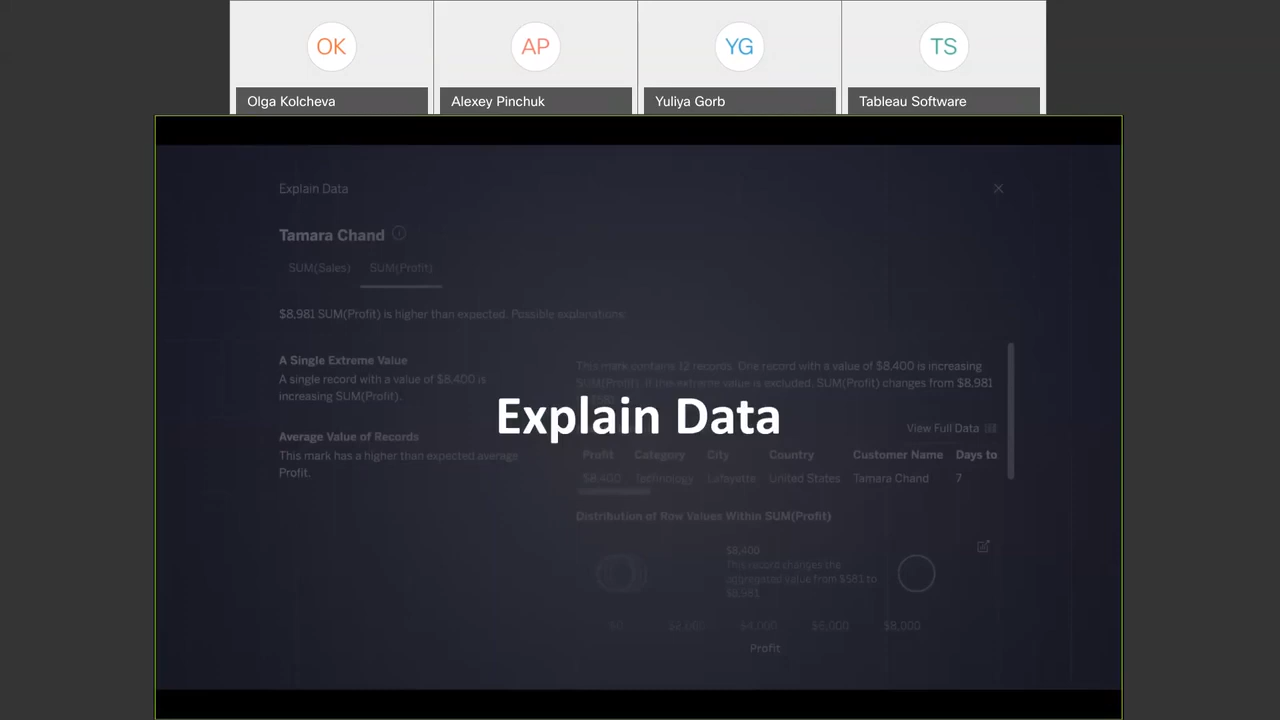 OK
AP
YG
TS
Olga Kolcheva
Alexey Pinchuk
Yuliya Gorb
Tableau Software
Explain Data
Tamara Chand
SUM(Sales) SUM(Profit)
$8,981 SUM(Profit) is higher than expected. Possible explanations:
A Single Extreme Value
A single record with a value of $8,400 is
increasing SUM(Profit).
Average Value of Records
This mark has a higher than expected average
Profit.
This mark contains 12 records. One record with a value of $8,400 is increasing
SUM(Profit). If this extreme value is excluded, SUM(Profit) changes from $8,981
Explain Data
View Full Data
Profit Category City Country Customer Name Days to
$8,400 Technology Lafayette United States Tamara Chand 7
Distribution of Row Values Within SUM(Profit)
$8,400
This record changes the
aggregated value from $581 to
$8,981
$0 $2,000 $4,000 $6,000 $8,000
Profit